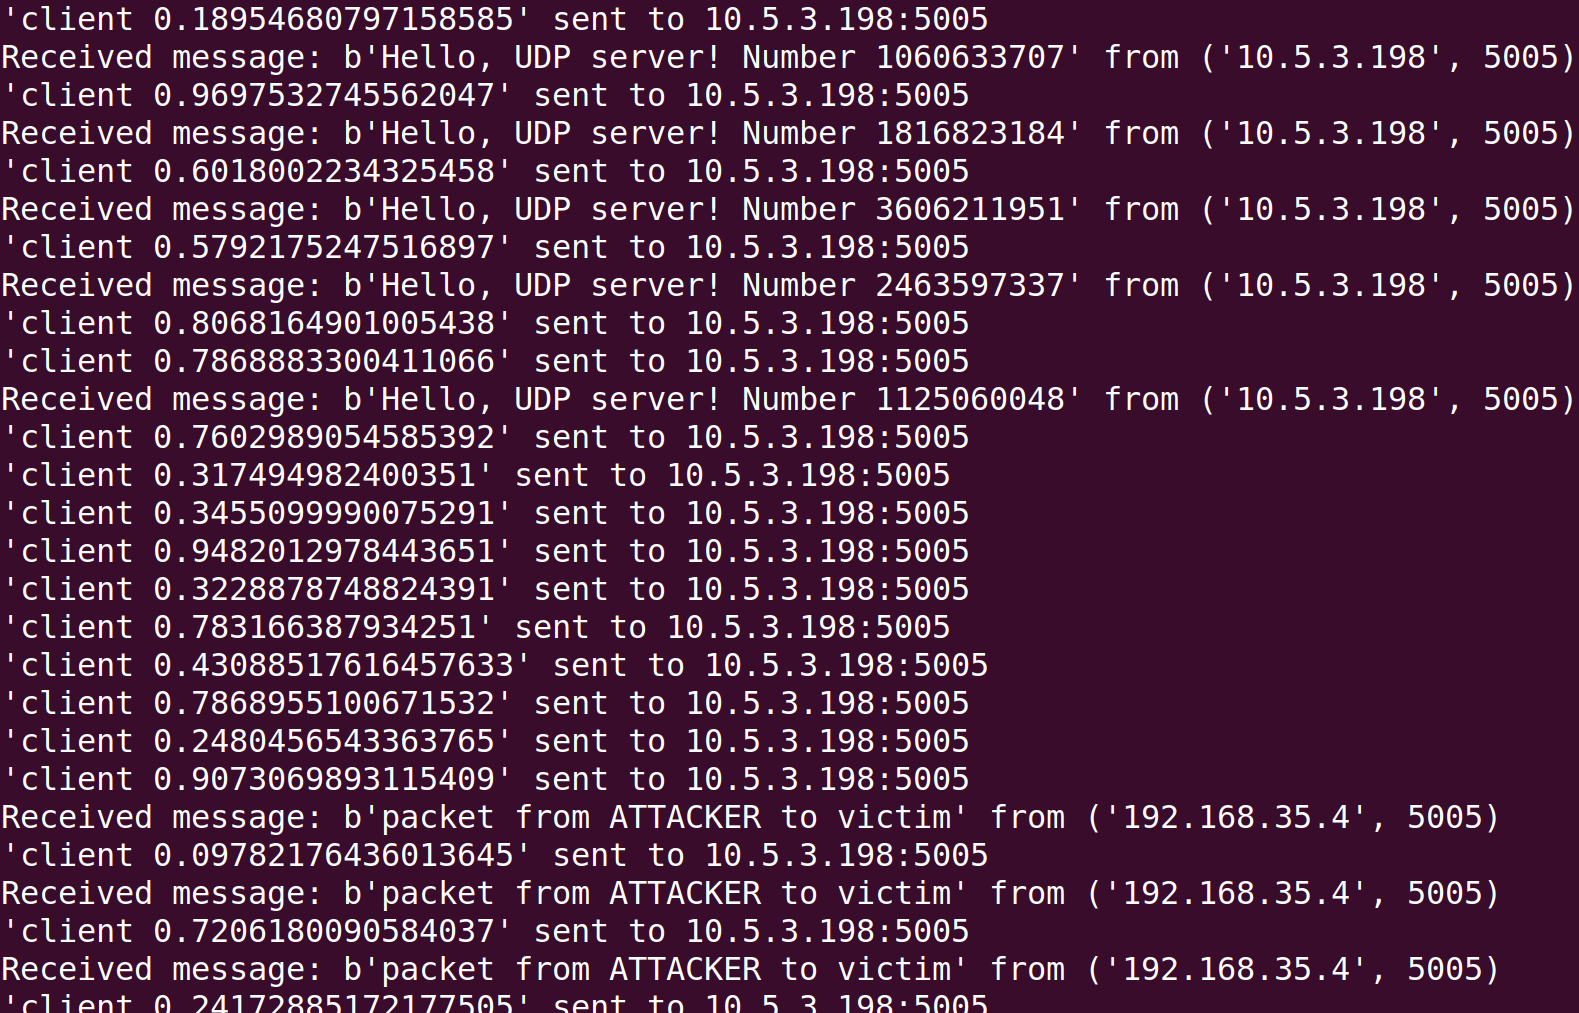 'client 0.18954680797158585' sent to 10.5.3.198:5005
Received message: b'Hello, UDP server! Number 1060633707' from ('10.5.3.198', 5005)
'client 0.9697532745562047' sent to 10.5.3.198:5005
Received message: b'Hello, UDP server! Number 1816823184' from ('10.5.3.198', 5005)
'client 0.6018002234325458' sent to 10.5.3.198:5005
Received message: b'Hello, UDP server! Number 3606211951' from ('10.5.3.198', 5005)
'client 0.5792175247516897' sent to 10.5.3.198:5005
Received message: b'Hello, UDP server! Number 2463597337' from ('10.5.3.198', 5005)
'client 0.8068164901005438' sent to 10.5.3.198:5005
'client 0.7868883300411066' sent to 10.5.3.198:5005
Received message: b'Hello, UDP server! Number 1125060048' from ('10.5.3.198', 5005)
'client 0.7602989054585392' sent to 10.5.3.198:5005
'client 0.317494982400351' sent to 10.5.3.198:5005
'client 0.3455099990075291' sent to 10.5.3.198:5005
'client 0.9482012978443651' sent to 10.5.3.198:5005
'client 0.3228878748824391' sent to 10.5.3.198:5005
'client 0.783166387934251' sent to 10.5.3.198:5005
'client 0.43088517616457633' sent to 10.5.3.198:5005
'client 0.7868955100671532' sent to 10.5.3.198:5005
'client 0.2480456543363765' sent to 10.5.3.198:5005
'client 0.9073069893115409' sent to 10.5.3.198:5005
Received message: b'packet from ATTACKER to victim' from ('192.168.35.4', 5005)
'client 0.09782176436013645' sent to 10.5.3.198:5005
Received message: b'packet from ATTACKER to victim' from ('192.168.35.4', 5005)
'client 0.7206180090584037' sent to 10.5.3.198:5005
Received message: b'packet from ATTACKER to victim' from ('192.168.35.4', 5005)
'client 0.24172885172177505' sent to 10.5.3.198:5005